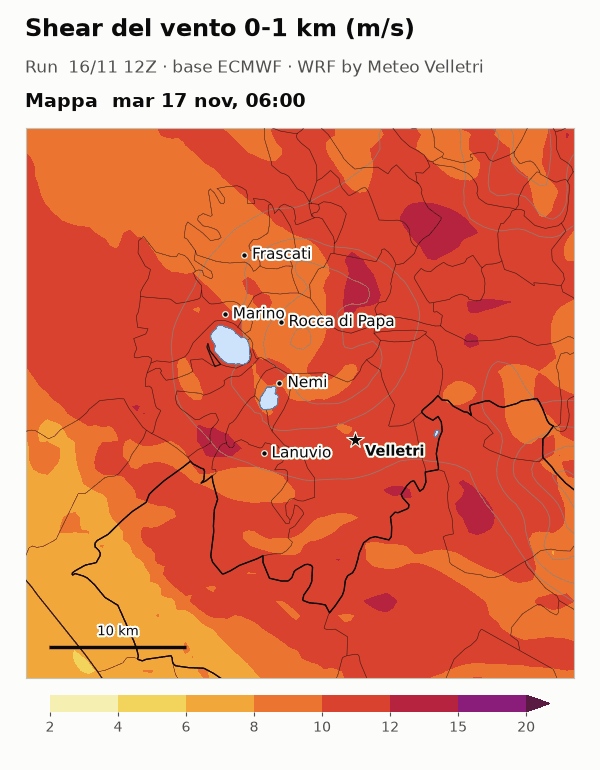 Shear del vento 0-1 km (m/s)
Run  16/11 12Z · base ECMWF · WRF by Meteo Velletri
Mappa  mar 17 nov, 06:00
Frascati
Marino
Rocca di Papa
Nemi
Velletri
Lanuvio
10 km
2 4 6 8 10 12 15 20